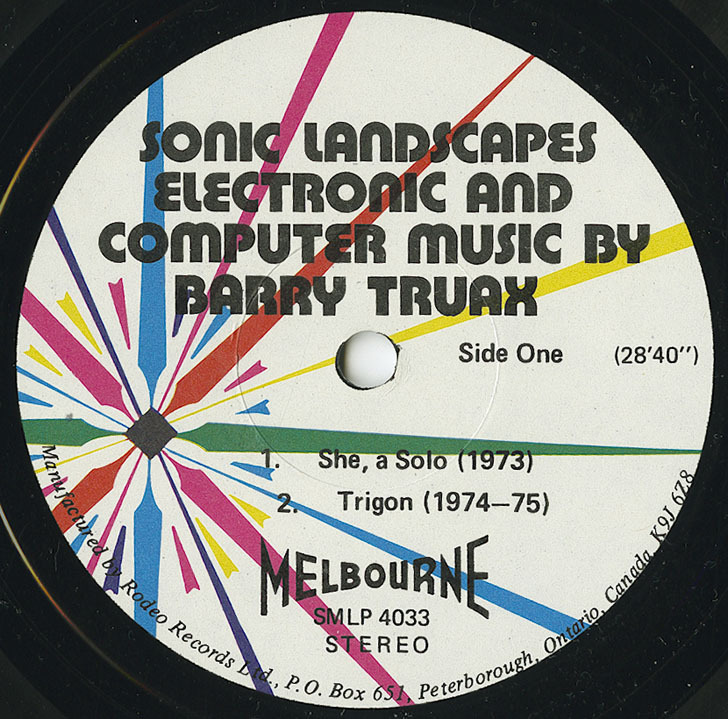 SONIC LANDSCAPES
ELECTRONIC AND
COMPUTER MUSIC BY
BARRY TRUAX
Side One (28'40")
1. She, a Solo (1973)
2. Trigon (1974–75)
MELBOURNE
SMLP 4033
STEREO
Manufactured by Rodeo Records Ltd., P.O. Box 651, Peterborough, Ontario, Canada K9J 6Z8